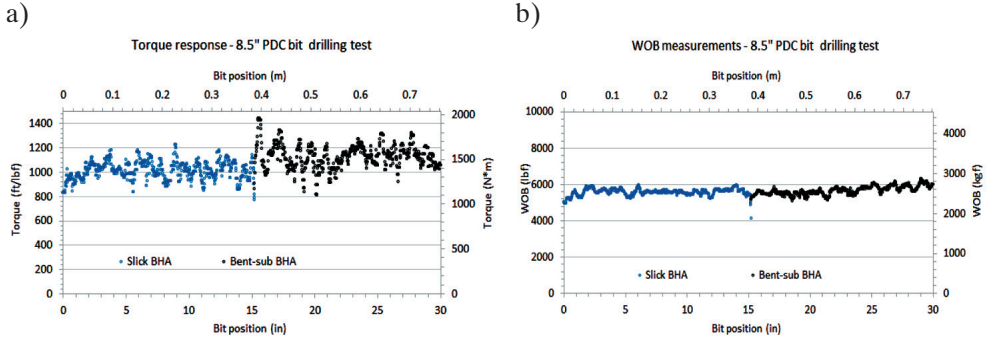 a)
Torque response - 8.5" PDC bit drilling test
Bit position (m)
0 0.1 0.2 0.3 0.4 0.5 0.6 0.7
1400
1200
1000
800
600
400
200
0
Torque (ft/lbf)
2000
1500
1000
500
0
Torque (N*m)
Slick BHA Bent-sub BHA
0 5 10 15 20 25 30
Bit position (in)
b)
WOB measurements - 8.5" PDC bit drilling test
Bit position (m)
0 0.1 0.2 0.3 0.4 0.5 0.6 0.7
10000
8000
6000
4000
2000
0
WOB (lbf)
4000
3000
2000
1000
0
WOB (kgf)
Slick BHA Bent-sub BHA
0 5 10 15 20 25 30
Bit position (in)